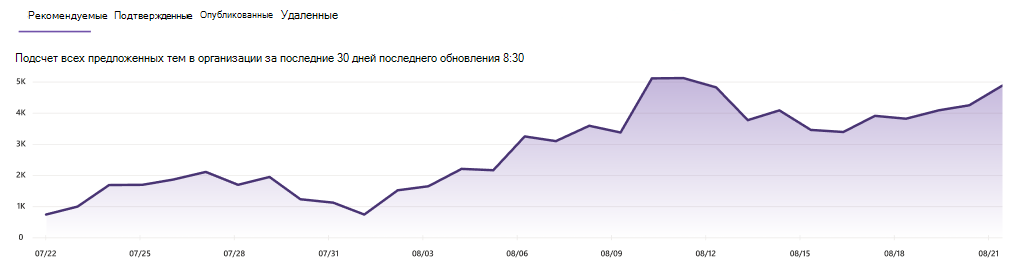 Рекомендуемые Подтвержденные Опубликованные Удаленные
Подсчет всех предложенных тем в организации за последние 30 дней последнего обновления 8:30
5K
4K
3K
2K
1K
0
07/22 07/25 07/28 07/31 08/03 08/06 08/09 08/12 08/15 08/18 08/21